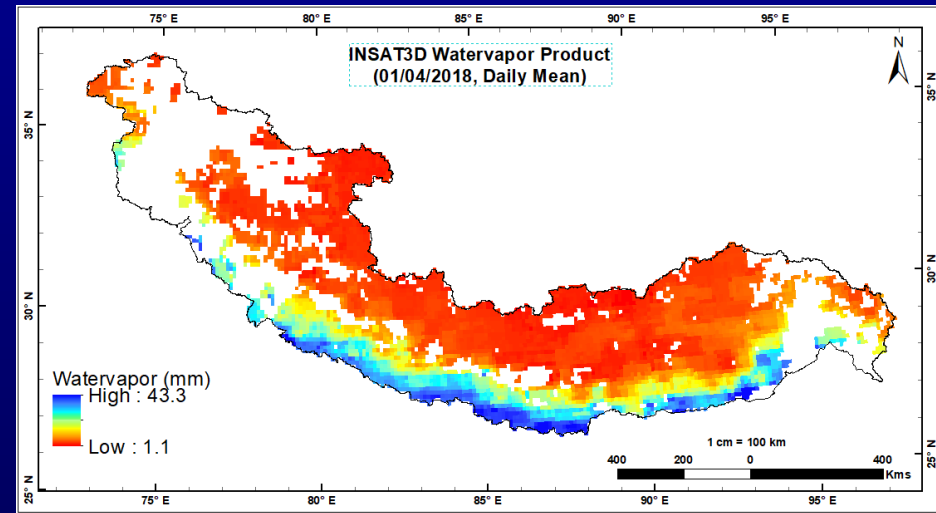 75° E 80° E 85° E 90° E 95° E
INSAT3D Watervapor Product
(01/04/2018, Daily Mean)
N
35° N 35° N
30° N 30° N
Watervapor (mm)
High : 43.3
Low : 1.1
1 cm = 100 km
400 200 0 400
Kms
25° N 25° N
75° E 80° E 85° E 90° E 95° E